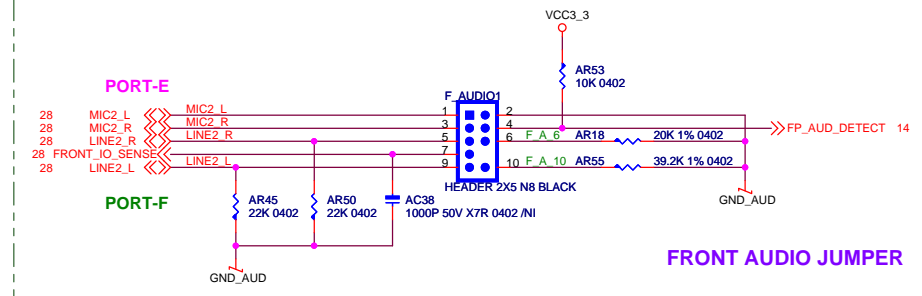 VCC3_3
AR53
10K 0402
PORT-E
F_AUDIO1
28 MIC2_L MIC2_L 1 2
28 MIC2_R MIC2_R 3 4 FP_AUD_DETECT 14
28 LINE2_R LINE2_R 5 6 F_A_6 AR18 20K 1% 0402
28 FRONT_IO_SENSE 7
28 LINE2_L LINE2_L 9 10 F_A_10 AR55 39.2K 1% 0402
HEADER 2X5 N8 BLACK
PORT-F
AR45
22K 0402
AR50
22K 0402
AC38
1000P 50V X7R 0402 /NI
GND_AUD
FRONT AUDIO JUMPER
GND_AUD